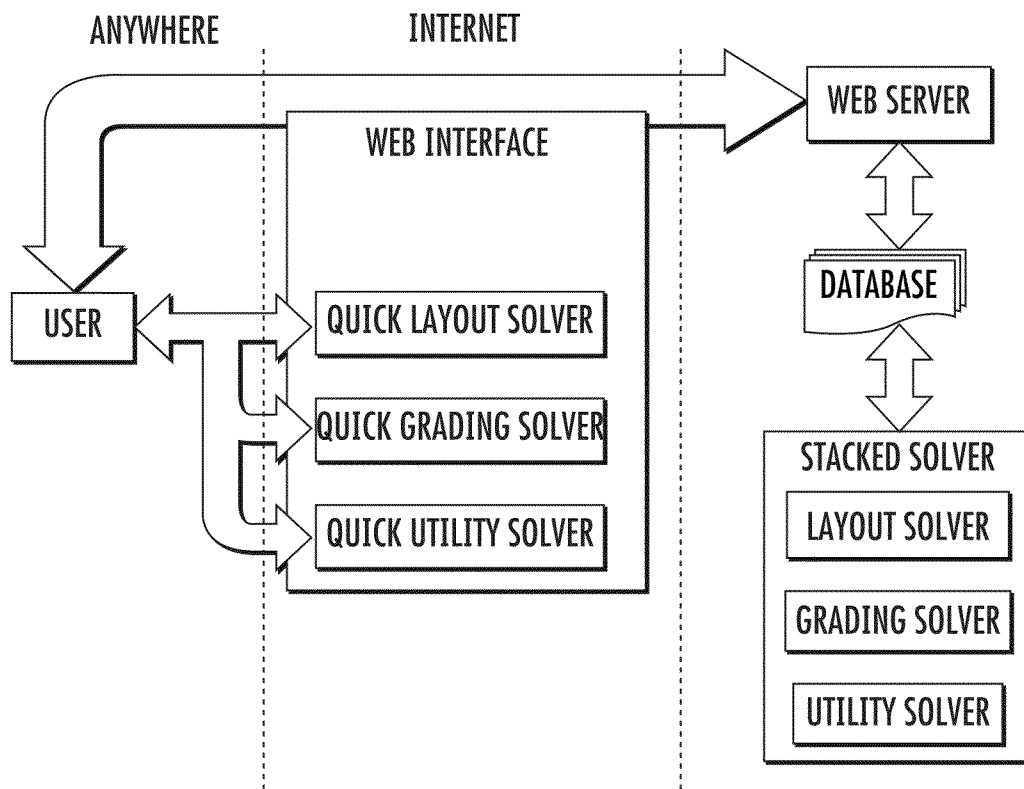 ANYWHERE
INTERNET
WEB SERVER
WEB INTERFACE
DATABASE
USER
QUICK LAYOUT SOLVER
QUICK GRADING SOLVER
QUICK UTILITY SOLVER
STACKED SOLVER
LAYOUT SOLVER
GRADING SOLVER
UTILITY SOLVER